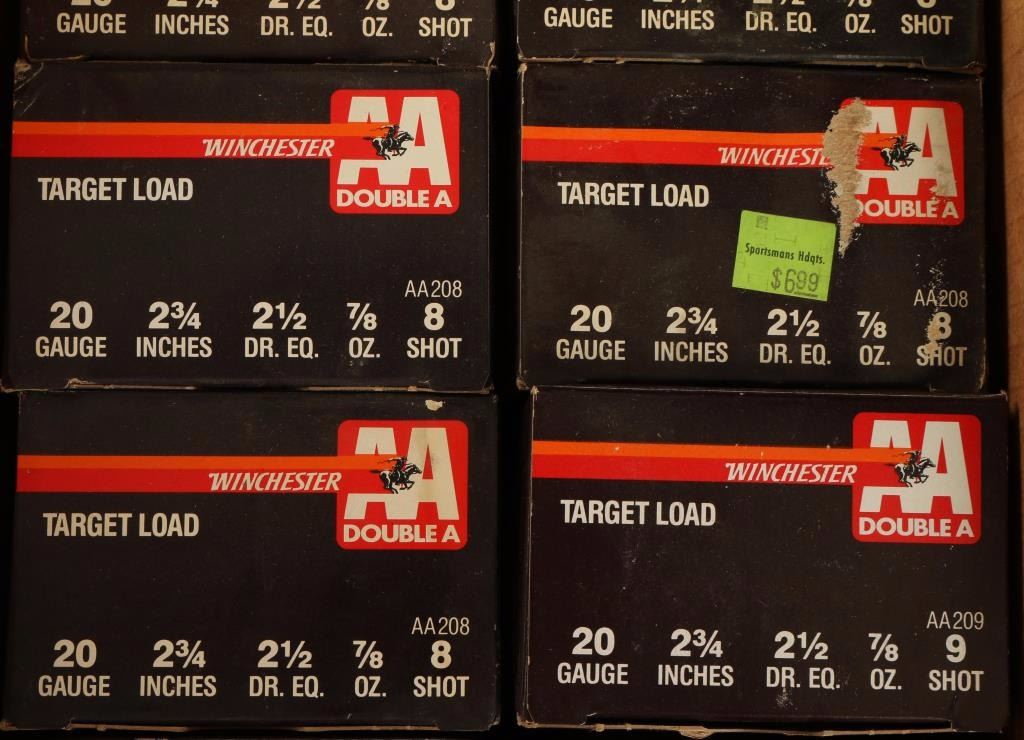 GAUGE INCHES DR. EQ. OZ. SHOT
GAUGE INCHES DR. EQ. OZ. SHOT
AA
WINCHESTER
DOUBLE A
TARGET LOAD
AA208
20 2¾ 2½ ⅞ 8
GAUGE INCHES DR. EQ. OZ. SHOT
AA
DOUBLE A
TARGET LOAD
Sportsmans Hdqts.
$6.99
AA208
20 2¾ 2½ ⅞ 8
GAUGE INCHES DR. EQ. OZ. SHOT
AA
WINCHESTER
DOUBLE A
TARGET LOAD
AA208
20 2¾ 2½ ⅞ 8
GAUGE INCHES DR. EQ. OZ. SHOT
AA
WINCHESTER
DOUBLE A
TARGET LOAD
AA209
20 2¾ 2½ ⅞ 9
GAUGE INCHES DR. EQ. OZ. SHOT